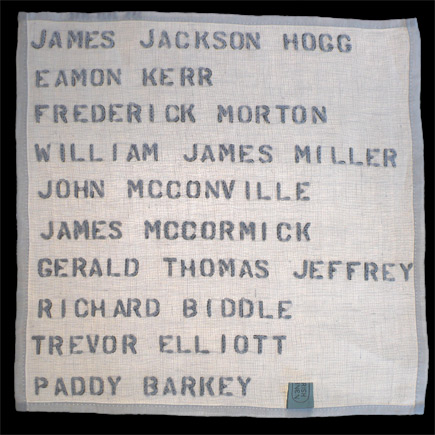 JAMES JACKSON HOGG
EAMON KERR
FREDERICK MORTON
WILLIAM JAMES MILLER
JOHN MCCONVILLE
JAMES MCCORMICK
GERALD THOMAS JEFFREY
RICHARD BIDDLE
TREVOR ELLIOTT
PADDY BARKEY